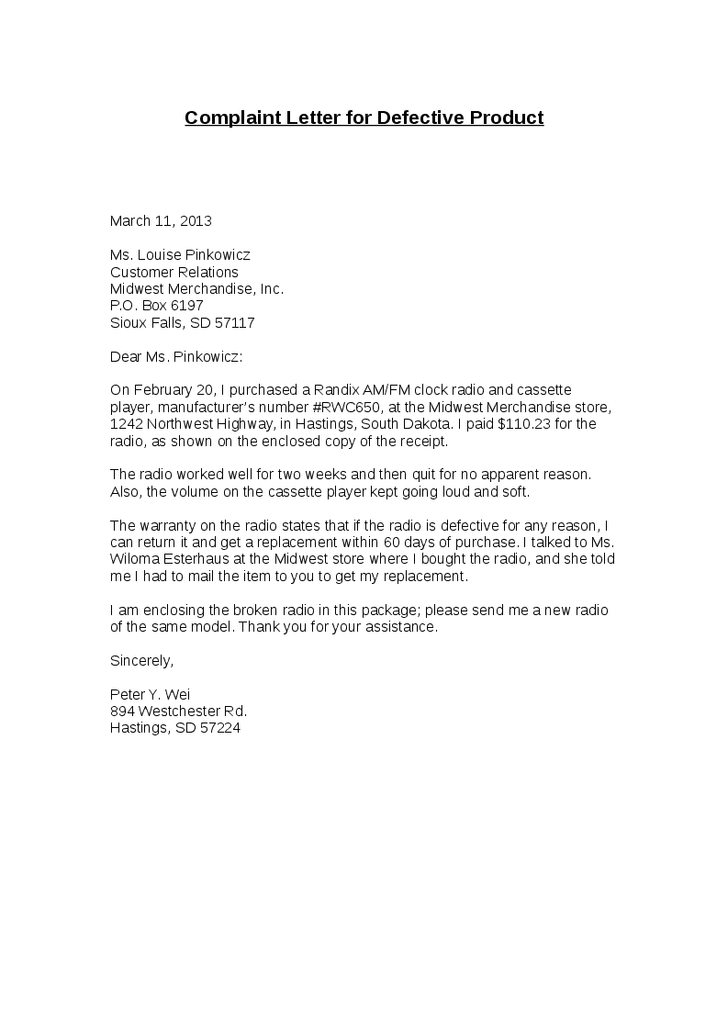 Complaint Letter for Defective Product
March 11, 2013
Ms. Louise Pinkowicz
Customer Relations
Midwest Merchandise, Inc.
P.O. Box 6197
Sioux Falls, SD 57117
Dear Ms. Pinkowicz:
On February 20, I purchased a Randix AM/FM clock radio and cassette
player, manufacturer’s number #RWC650, at the Midwest Merchandise store,
1242 Northwest Highway, in Hastings, South Dakota. I paid $110.23 for the
radio, as shown on the enclosed copy of the receipt.
The radio worked well for two weeks and then quit for no apparent reason.
Also, the volume on the cassette player kept going loud and soft.
The warranty on the radio states that if the radio is defective for any reason, I
can return it and get a replacement within 60 days of purchase. I talked to Ms.
Wiloma Esterhaus at the Midwest store where I bought the radio, and she told
me I had to mail the item to you to get my replacement.
I am enclosing the broken radio in this package; please send me a new radio
of the same model. Thank you for your assistance.
Sincerely,
Peter Y. Wei
894 Westchester Rd.
Hastings, SD 57224